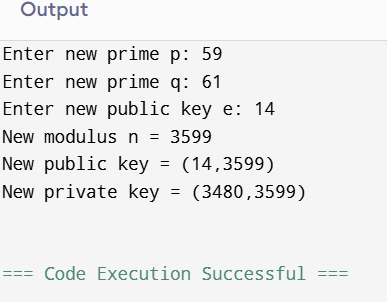 Output
Enter new prime p: 59
Enter new prime q: 61
Enter new public key e: 14
New modulus n = 3599
New public key = (14,3599)
New private key = (3480,3599)
=== Code Execution Successful ===